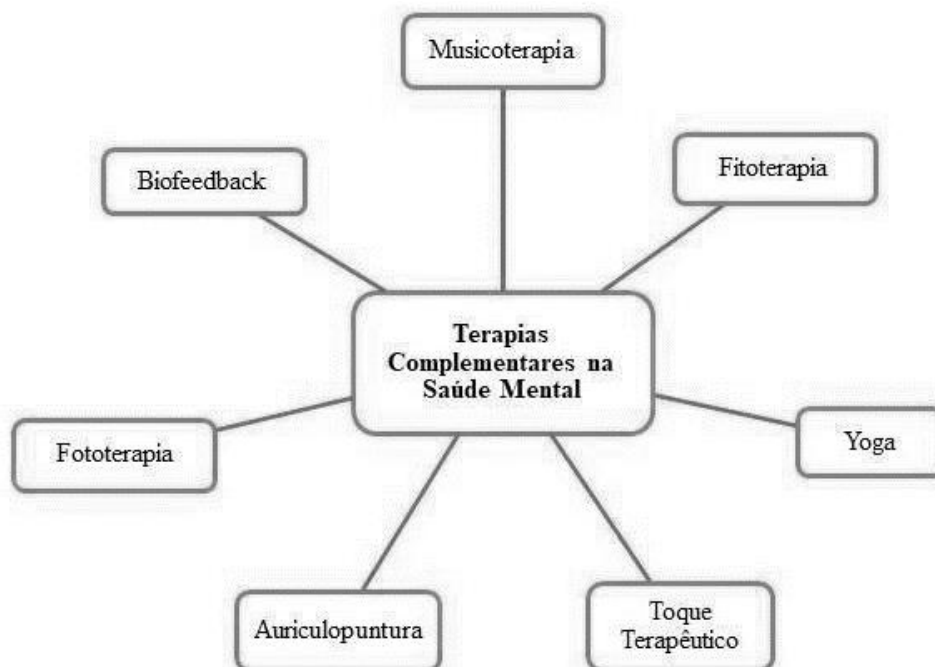 Musicoterapia
Biofeedback
Fitoterapia
Terapias
Complementares na
Saúde Mental
Fototerapia
Yoga
Auriculopuntura
Toque
Terapêutico